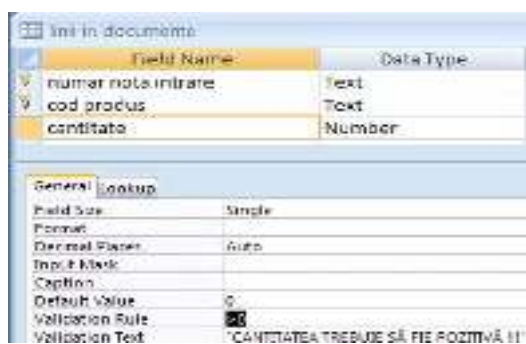 linii in documente
Field Name Data Type
numar nota intrare Text
cod produs Text
cantitate Number
General Lookup
Field Size Single
Format
Decimal Places Auto
Input Mask
Caption
Default Value 0
Validation Rule >0
Validation Text "CANTITATEA TREBUIE SĂ FIE POZITIVĂ !!!"